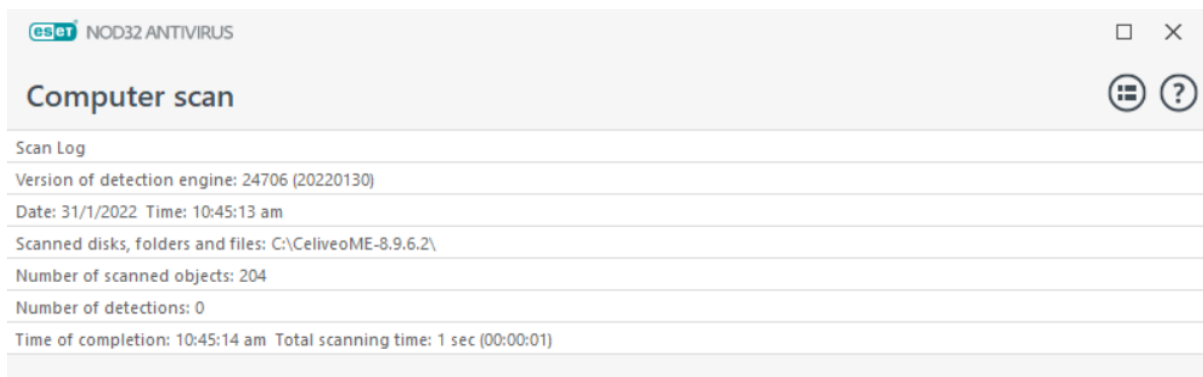 eset NOD32 ANTIVIRUS
Computer scan
Scan Log
Version of detection engine: 24706 (20220130)
Date: 31/1/2022 Time: 10:45:13 am
Scanned disks, folders and files: C:\CeliveoME-8.9.6.2\
Number of scanned objects: 204
Number of detections: 0
Time of completion: 10:45:14 am Total scanning time: 1 sec (00:00:01)